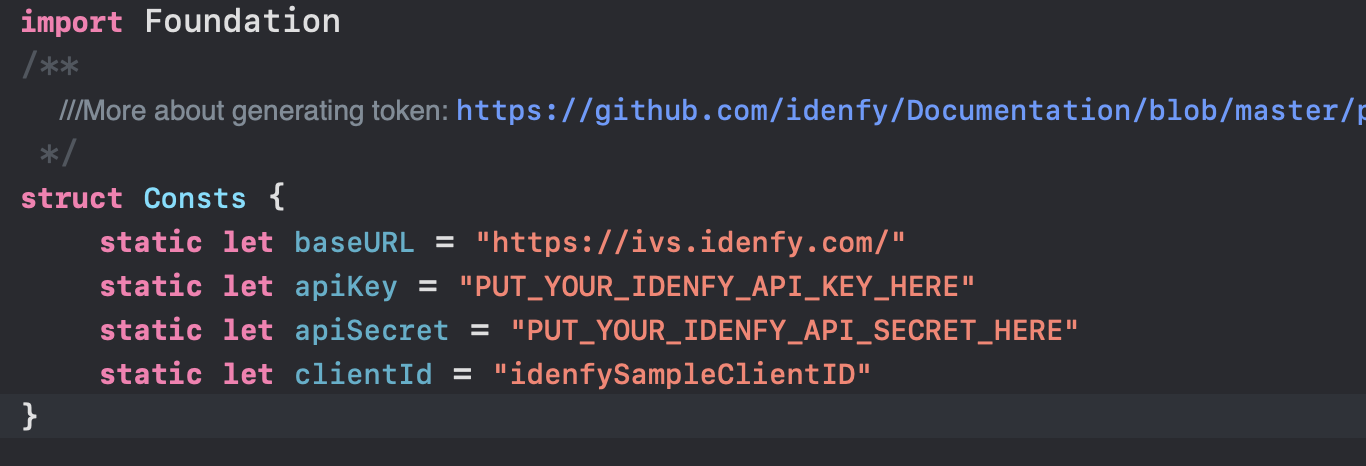 import Foundation
/**
///More about generating token: https://github.com/idenfy/Documentation/blob/master/p
*/
struct Consts {
static let baseURL = "https://ivs.idenfy.com/"
static let apiKey = "PUT_YOUR_IDENFY_API_KEY_HERE"
static let apiSecret = "PUT_YOUR_IDENFY_API_SECRET_HERE"
static let clientId = "idenfySampleClientID"
}